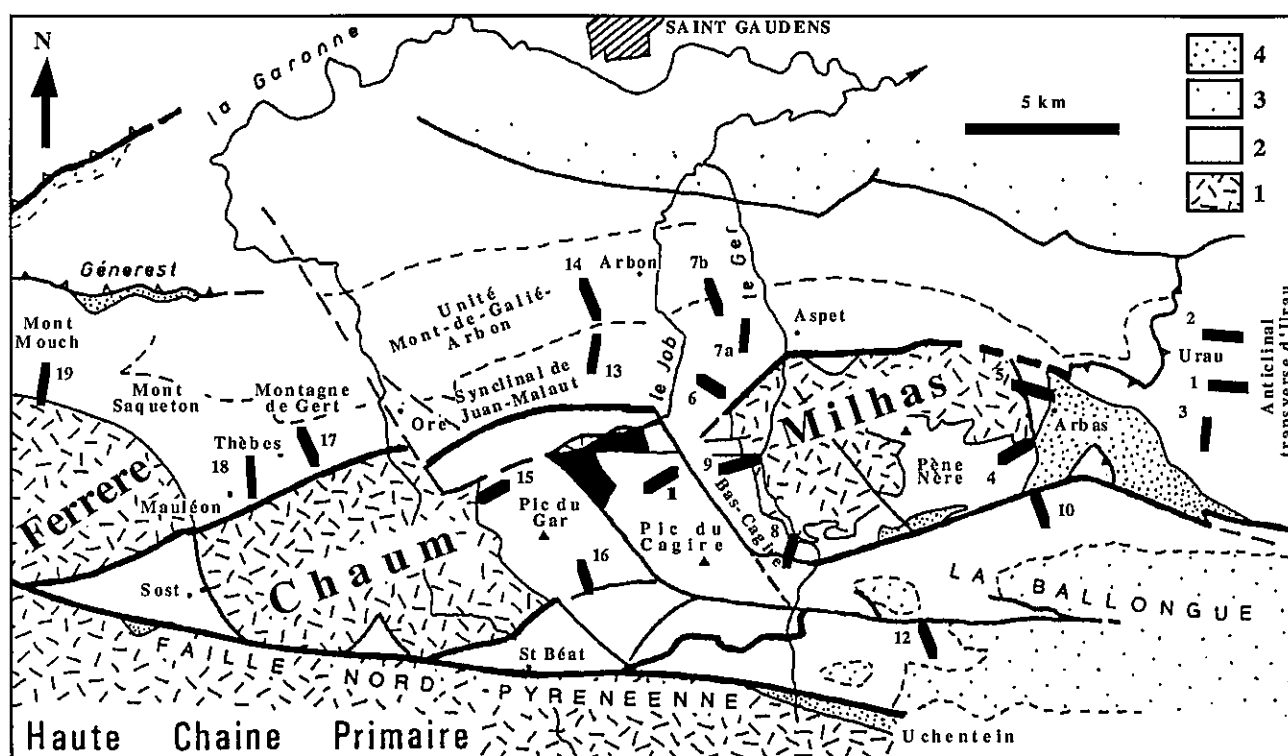 N
SAINT GAUDENS
la Garonne
5 km
4
3
2
1
Génerest
14
Arbon
7b
le Ger
Unité
Mont-de-Galié-
Arbon
Aspet
2
Urau
1
3
Anticlinal
Mont
Mouch
19
Mont
Saqueton
Montagne
de Gert
Ore
Synclinal de
Juan-Malaut
13
le Job
7a
6
5
Milhas
Arbas
Thèbes
17
18
Ferrere
Mauléon
15
Pic du
Gar
1
9
Pène
Nère
4
10
Chaum
Pic du
Cagire
Bas-Cagire
8
16
Sost
LA BALLONGUE
12
St Béat
FAILLE NORD PYRENEENNE
Uchentein
Haute Chaine Primaire